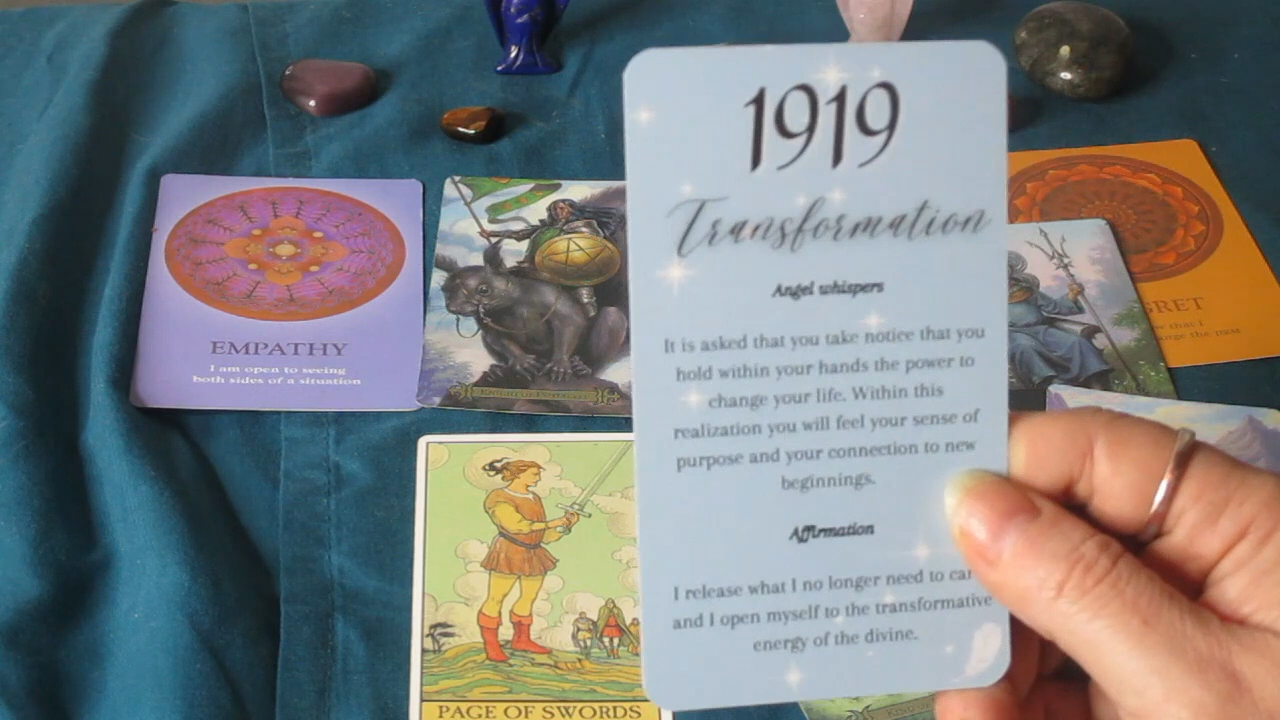 1919
Transformation
Angel whispers
It is asked that you take notice that you
hold within your hands the power to
change your life. Within this
realization you will feel your sense of
purpose and your connection to new
beginnings.
Affirmation
I release what I no longer need to
and I open myself to the transformative
energy of the divine.
EMPATHY
I am open to seeing
both sides of a situation
KNIGHT OF
PAGE OF SWORDS